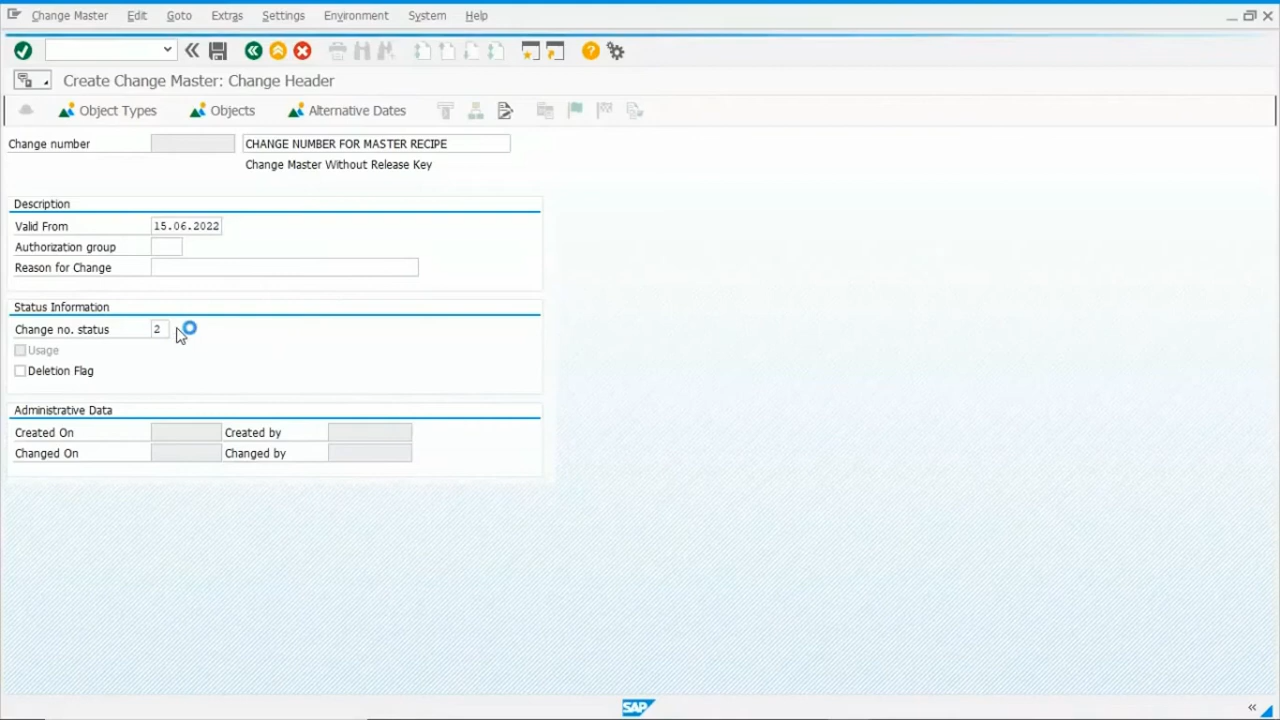 Change Master Edit Goto Extras Settings Environment System Help
Create Change Master: Change Header
Object Types Objects Alternative Dates
Change number CHANGE NUMBER FOR MASTER RECIPE
Change Master Without Release Key
Description
Valid From 15.06.2022
Authorization group
Reason for Change
Status Information
Change no. status 2
Usage
Deletion Flag
Administrative Data
Created On Created by
Changed On Changed by
SAP